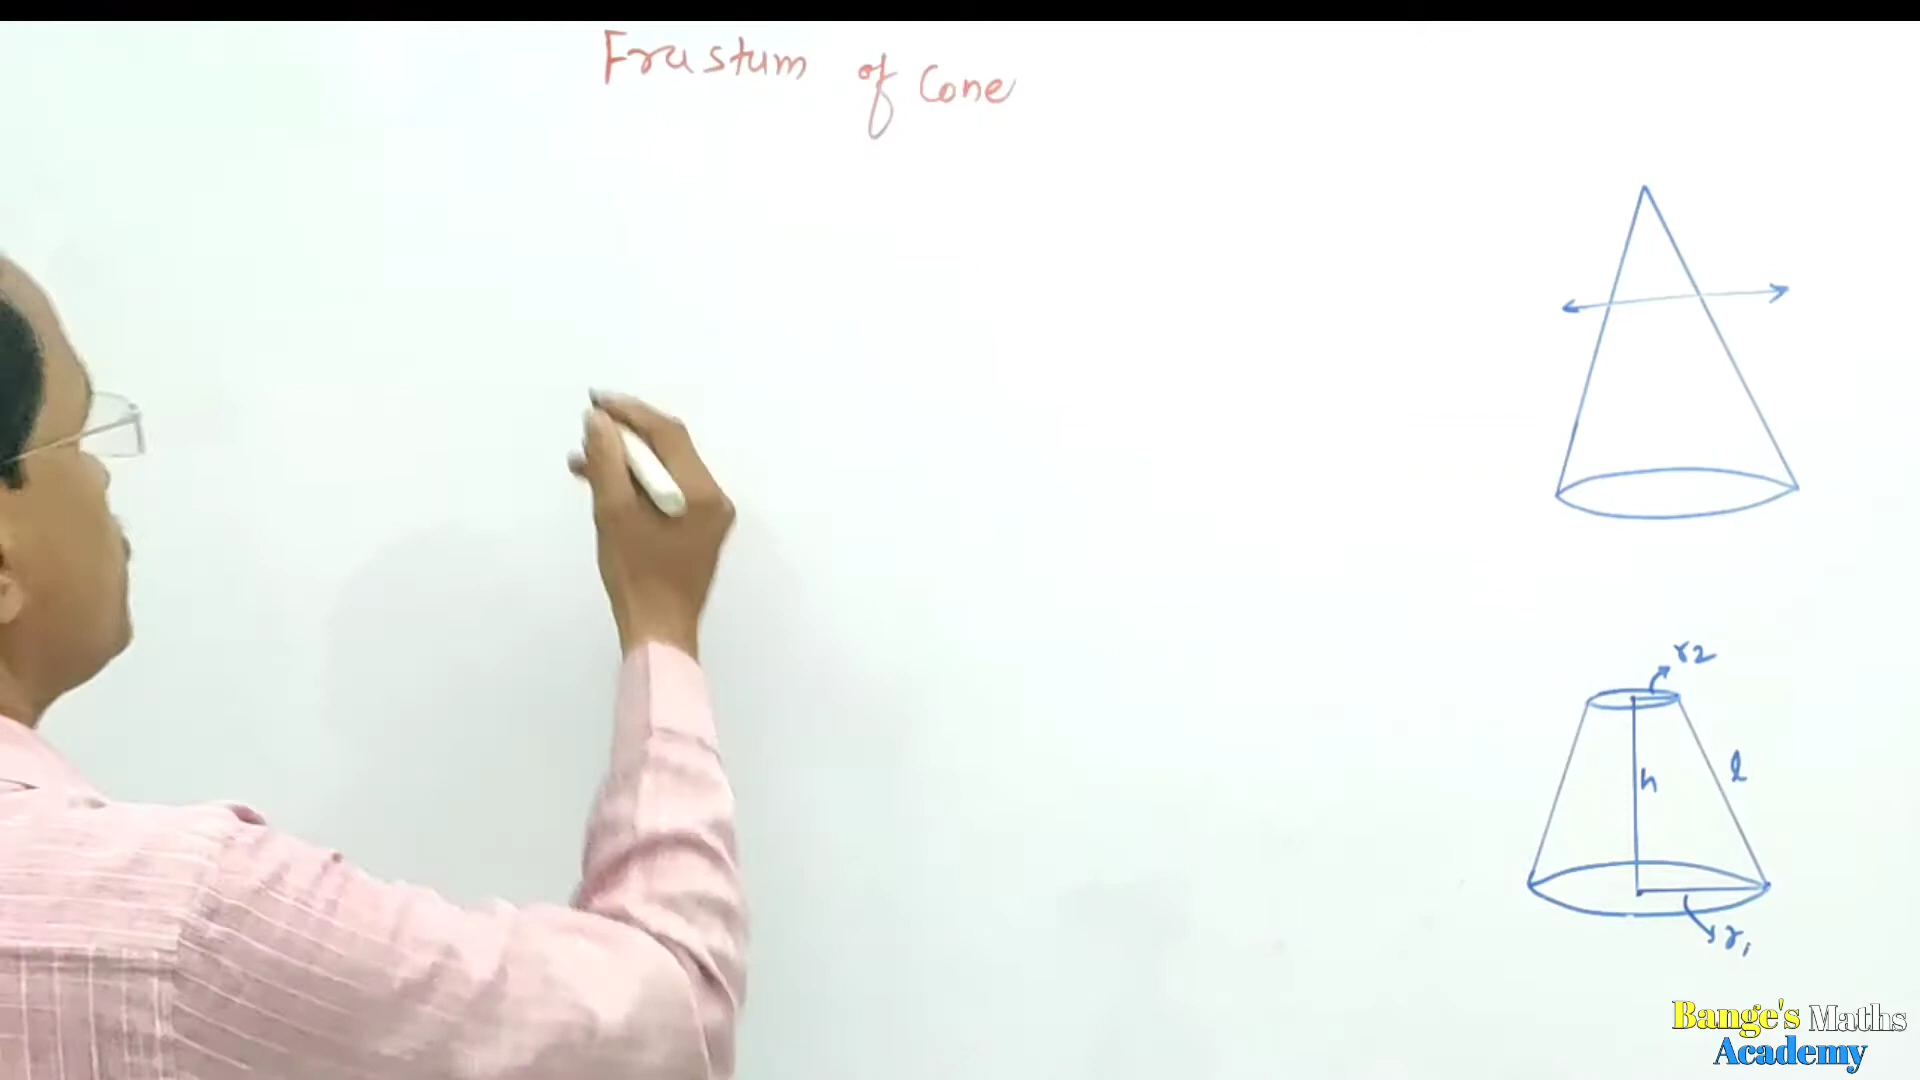 Frustum of Cone
r2
h
l
r1
Bange's Maths
Academy